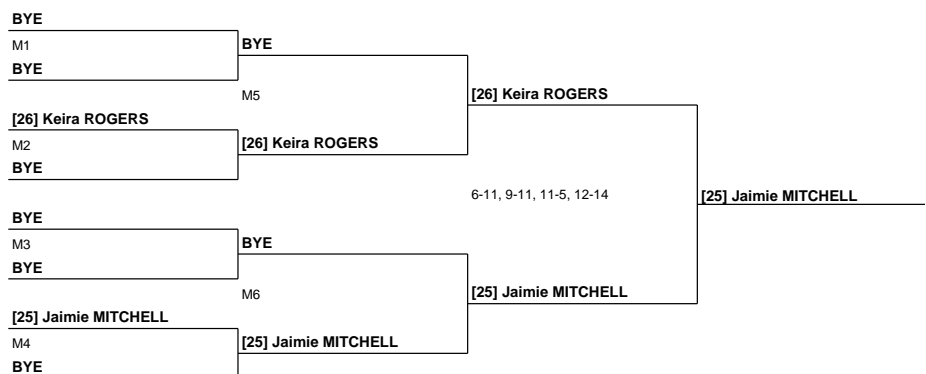 BYE
M1
BYE
BYE
M5
[26] Keira ROGERS
[26] Keira ROGERS
M2
[26] Keira ROGERS
BYE
6-11, 9-11, 11-5, 12-14
[25] Jaimie MITCHELL
BYE
M3
BYE
BYE
M6
[25] Jaimie MITCHELL
[25] Jaimie MITCHELL
M4
[25] Jaimie MITCHELL
BYE